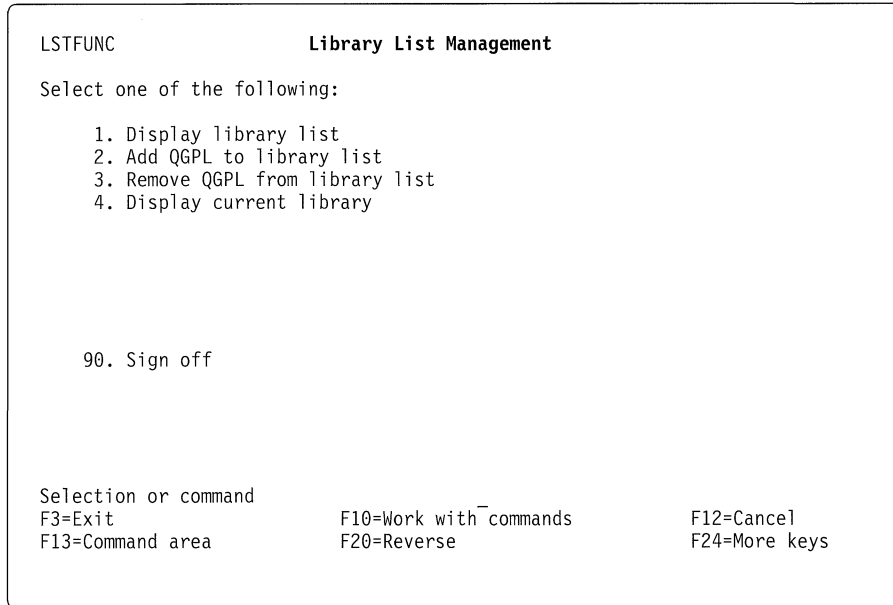 LSTFUNC Library List Management
Select one of the following:
1. Display library list
2. Add QGPL to library list
3. Remove QGPL from library list
4. Display current library
90. Sign off
Selection or command
F3=Exit F10=Work with commands F12=Cancel
F13=Command area F20=Reverse F24=More keys